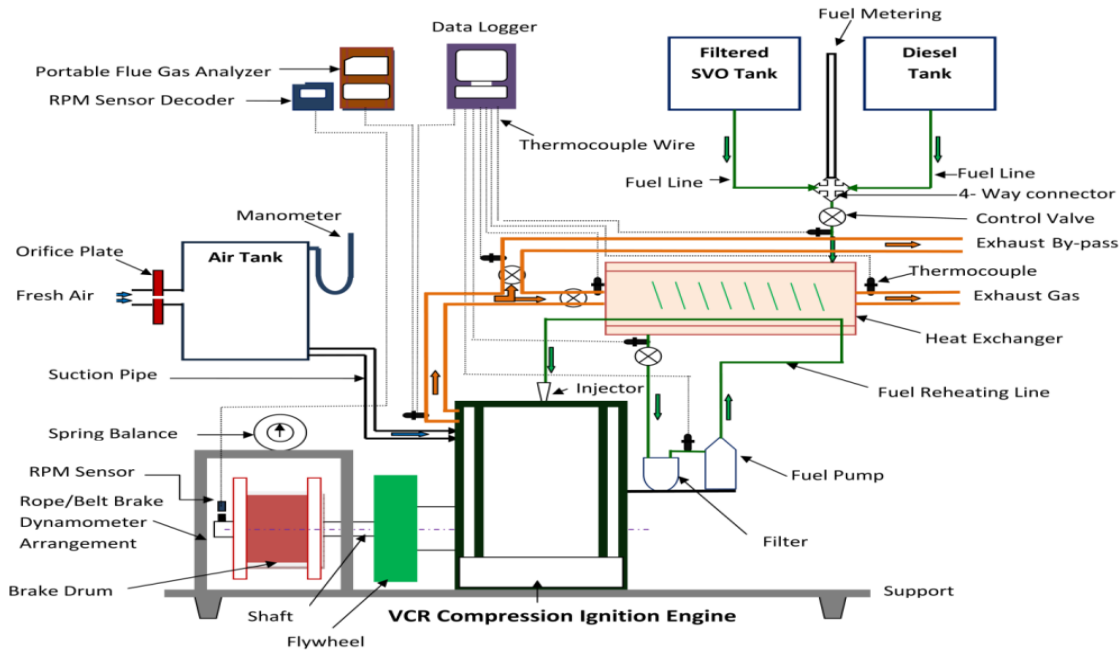 Fuel Metering
Data Logger
Filtered
SVO Tank
Diesel
Tank
Portable Flue Gas Analyzer
RPM Sensor Decoder
Thermocouple Wire
Fuel Line
Fuel Line
4- Way connector
Control Valve
Manometer
Orifice Plate
Air Tank
Exhaust By-pass
Thermocouple
Fresh Air
Exhaust Gas
Heat Exchanger
Suction Pipe
Injector
Fuel Reheating Line
Spring Balance
RPM Sensor
Rope/Belt Brake
Dynamometer
Arrangement
Fuel Pump
Filter
Brake Drum
Support
Shaft
VCR Compression Ignition Engine
Flywheel